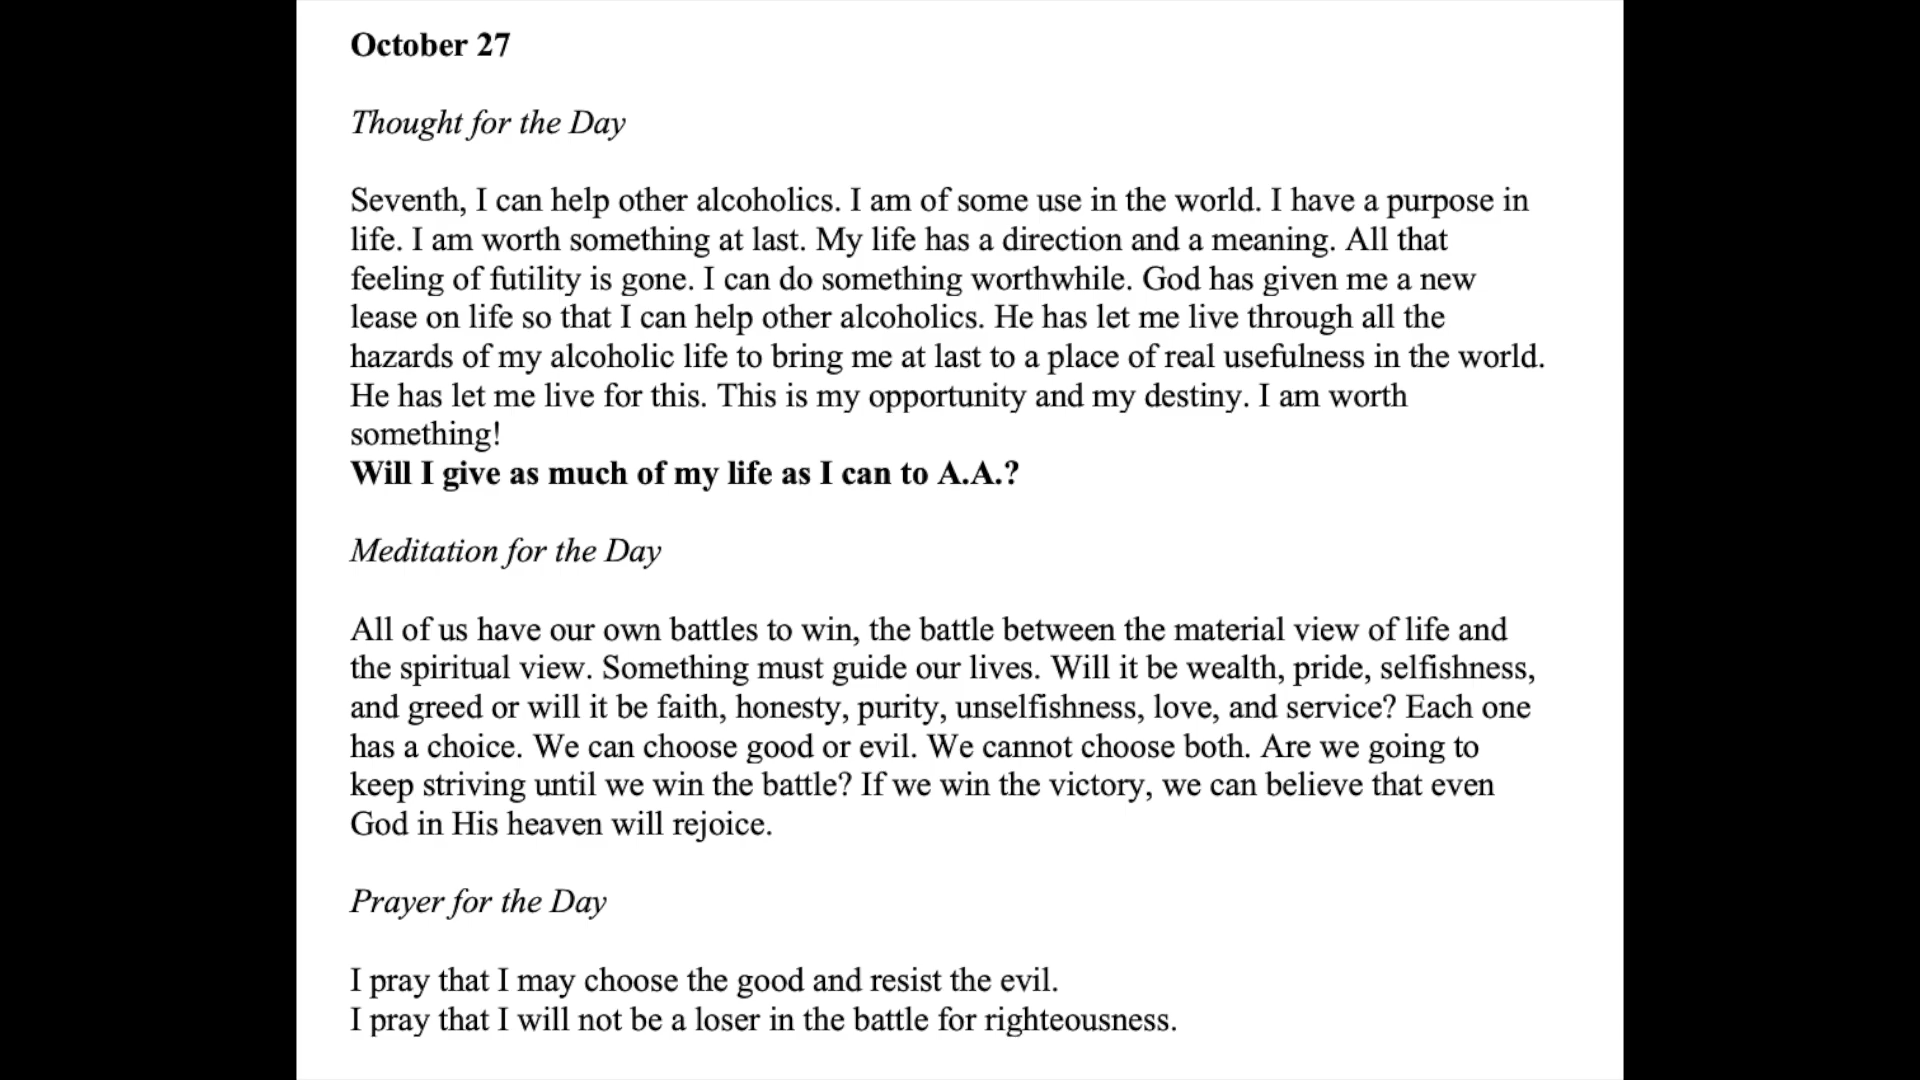 October 27
Thought for the Day
Seventh, I can help other alcoholics. I am of some use in the world. I have a purpose in
life. I am worth something at last. My life has a direction and a meaning. All that
feeling of futility is gone. I can do something worthwhile. God has given me a new
lease on life so that I can help other alcoholics. He has let me live through all the
hazards of my alcoholic life to bring me at last to a place of real usefulness in the world.
He has let me live for this. This is my opportunity and my destiny. I am worth
something!
Will I give as much of my life as I can to A.A.?
Meditation for the Day
All of us have our own battles to win, the battle between the material view of life and
the spiritual view. Something must guide our lives. Will it be wealth, pride, selfishness,
and greed or will it be faith, honesty, purity, unselfishness, love, and service? Each one
has a choice. We can choose good or evil. We cannot choose both. Are we going to
keep striving until we win the battle? If we win the victory, we can believe that even
God in His heaven will rejoice.
Prayer for the Day
I pray that I may choose the good and resist the evil.
I pray that I will not be a loser in the battle for righteousness.